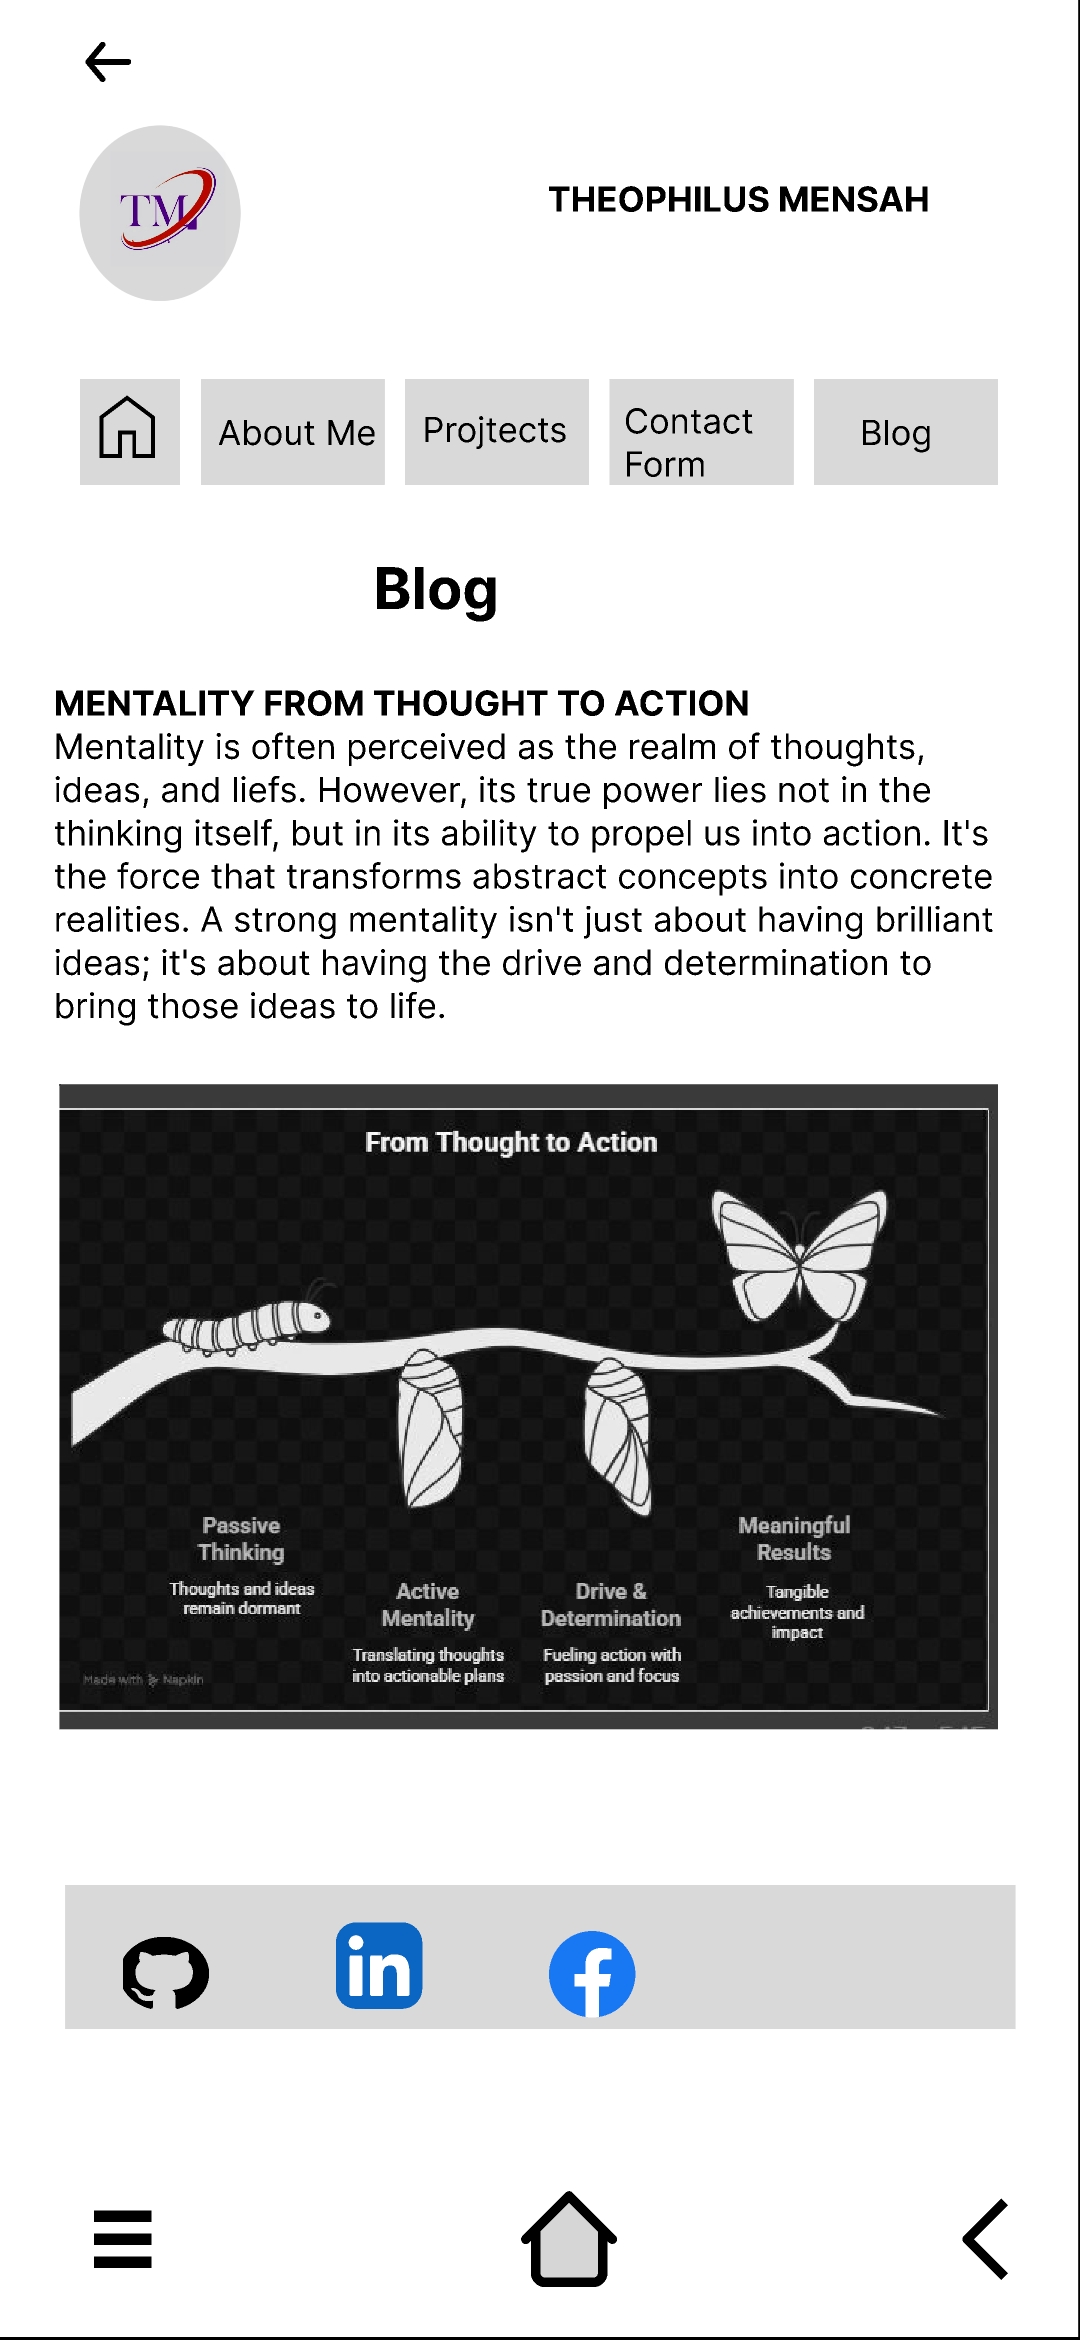 TM
THEOPHILUS MENSAH
About Me
Projtects
Contact
Form
Blog
Blog
MENTALITY FROM THOUGHT TO ACTION
Mentality is often perceived as the realm of thoughts,
ideas, and liefs. However, its true power lies not in the
thinking itself, but in its ability to propel us into action. It's
the force that transforms abstract concepts into concrete
realities. A strong mentality isn't just about having brilliant
ideas; it's about having the drive and determination to
bring those ideas to life.
From Thought to Action
Passive
Thinking
Thoughts and ideas
remain dormant
Active
Mentality
Translating thoughts
into actionable plans
Drive &
Determination
Fueling action with
passion and focus
Meaningful
Results
Tangible
achievements and
impact
Made with Napkin
in
f